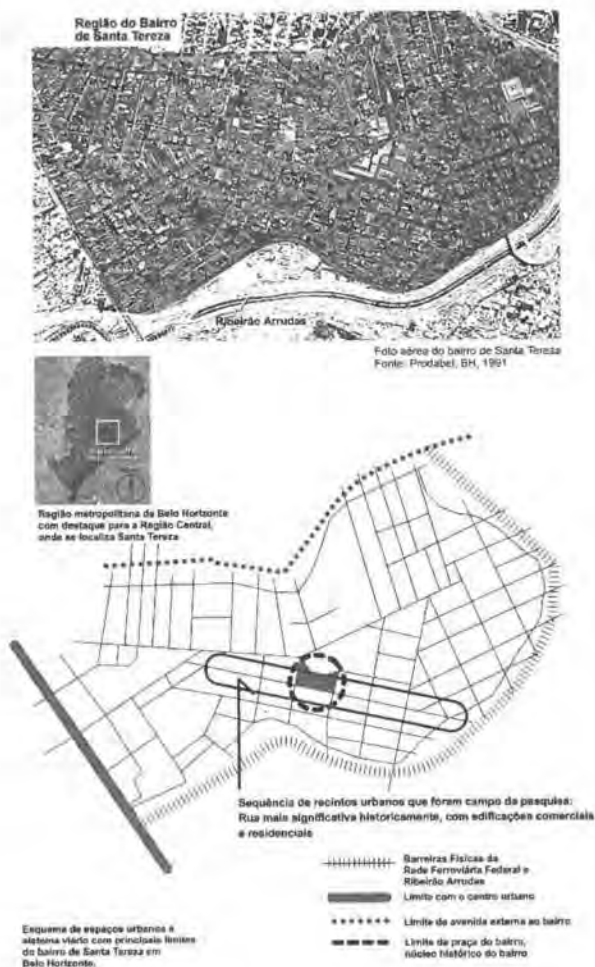 Região do Bairro
de Santa Tereza
Ribeirão Arrudas
Foto aérea do bairro de Santa Tereza
Fonte: Prodabel, BH, 1991
Região metropolitana de Belo Horizonte
com destaque para a Região Central,
onde se localiza Santa Tereza
Sequência de recintos urbanos que foram campo da pesquisa:
Rua mais significativa historicamente, com edificações comerciais
e residenciais
Barreiras Físicas da
Rede Ferroviária Federal e
Ribeirão Arrudas
Limite com o centro urbano
Limite de avenida externa ao bairro
Limite de praça do bairro,
núcleo histórico do bairro
Esquema de espaços urbanos e
sistema viário com principais limites
do bairro de Santa Tereza em
Belo Horizonte.